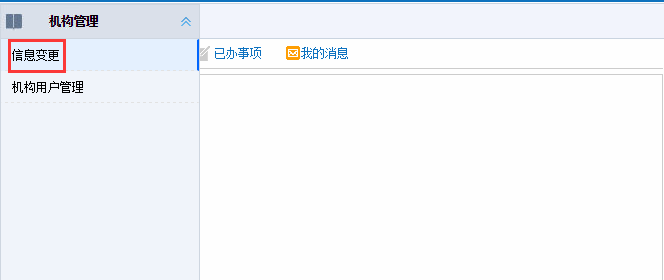 机构管理
信息变更
已办事项 我的消息
机构用户管理